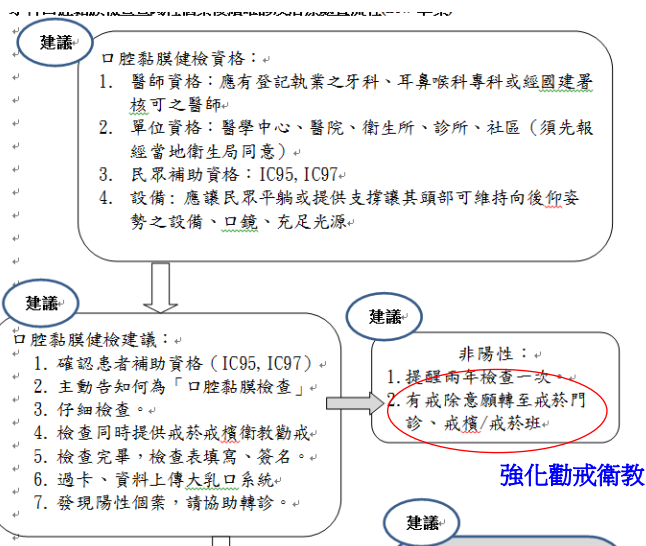 建議
口腔黏膜健檢資格：
1. 醫師資格：應有登記執業之牙科、耳鼻喉科專科或經國建署
核可之醫師
2. 單位資格：醫學中心、醫院、衛生所、診所、社區（須先報
經當地衛生局同意）
3. 民眾補助資格：IC95,IC97
4. 設備: 應讓民眾平躺或提供支撐讓其頭部可維持向後仰姿
勢之設備、口鏡、充足光源
建議
口腔黏膜健檢建議：
1. 確認患者補助資格（IC95,IC97）
2. 主動告知何為「口腔黏膜檢查」
3. 仔細檢查。
4. 檢查同時提供戒菸戒檳衛教勸戒
5. 檢查完畢，檢查表填寫、簽名。
6. 過卡、資料上傳大乳口系統
7. 發現陽性個案，請協助轉診。
建議
非陽性：
1.提醒兩年檢查一次。
2.有戒除意願轉至戒菸門
診、戒檳/戒菸班
強化勸戒衛教
建議